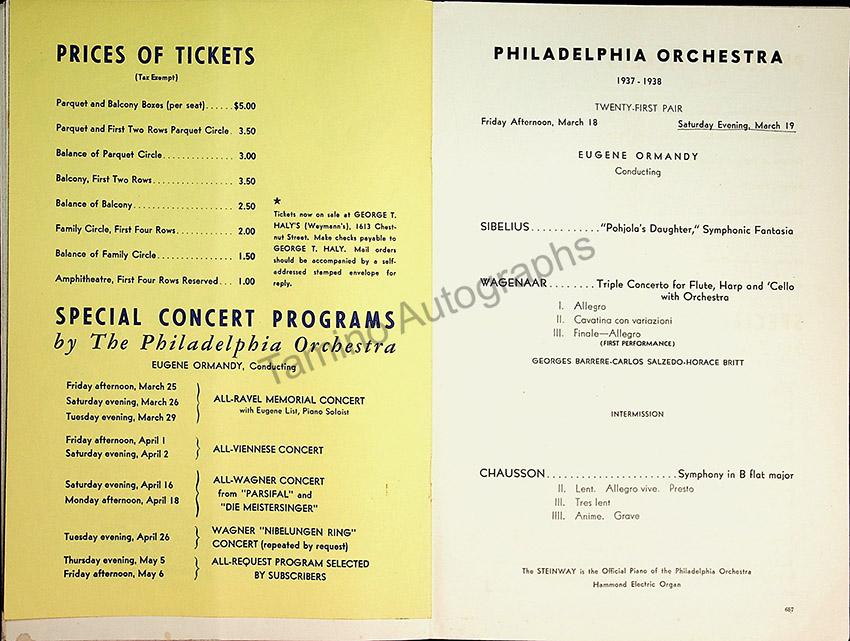 PRICES OF TICKETS
(Tax Exempt)
Parquet and Balcony Boxes (per seat)......$5.00
Parquet and First Two Rows Parquet Circle. 3.50
Balance of Parquet Circle............... 3.00
Balcony, First Two Rows................. 3.50
Balance of Balcony...................... 2.50
Family Circle, First Four Rows........... 2.00
Balance of Family Circle................. 1.50
Amphitheatre, First Four Rows Reserved... 1.00
★
Tickets now on sale at GEORGE T.
HALY'S (Weymann's), 1613 Chest-
nut Street. Make checks payable to
GEORGE T. HALY. Mail orders
should be accompanied by a self-
addressed stamped envelope for
reply.
SPECIAL CONCERT PROGRAMS
by The Philadelphia Orchestra
EUGENE ORMANDY, Conducting
Friday afternoon, March 25
Saturday evening, March 26
Tuesday evening, March 29
ALL-RAVEL MEMORIAL CONCERT
with Eugene List, Piano Soloist
Friday afternoon, April 1
Saturday evening, April 2
ALL-VIENNESE CONCERT
Saturday evening, April 16
Monday afternoon, April 18
ALL-WAGNER CONCERT
from "PARSIFAL" and
"DIE MEISTERSINGER"
Tuesday evening, April 26
WAGNER "NIBELUNGEN RING"
CONCERT (repeated by request)
Thursday evening, May 5
Friday afternoon, May 6
ALL-REQUEST PROGRAM SELECTED
BY SUBSCRIBERS
PHILADELPHIA ORCHESTRA
1937 - 1938
TWENTY-FIRST PAIR
Friday Afternoon, March 18 Saturday Evening, March 19
EUGENE ORMANDY
Conducting
SIBELIUS............"Pohjola's Daughter," Symphonic Fantasia
WAGENAAR........Triple Concerto for Flute, Harp and 'Cello
with Orchestra
I. Allegro
II. Cavatina con variazioni
III. Finale—Allegro
(FIRST PERFORMANCE)
GEORGES BARRERE-CARLOS SALZEDO-HORACE BRITT
INTERMISSION
CHAUSSON......................Symphony in B flat major
II. Lent. Allegro vive. Presto
III. Tres lent
IIII. Anime. Grave
The STEINWAY is the Official Piano of the Philadelphia Orchestra
Hammond Electric Organ
687
Tamino Autographs